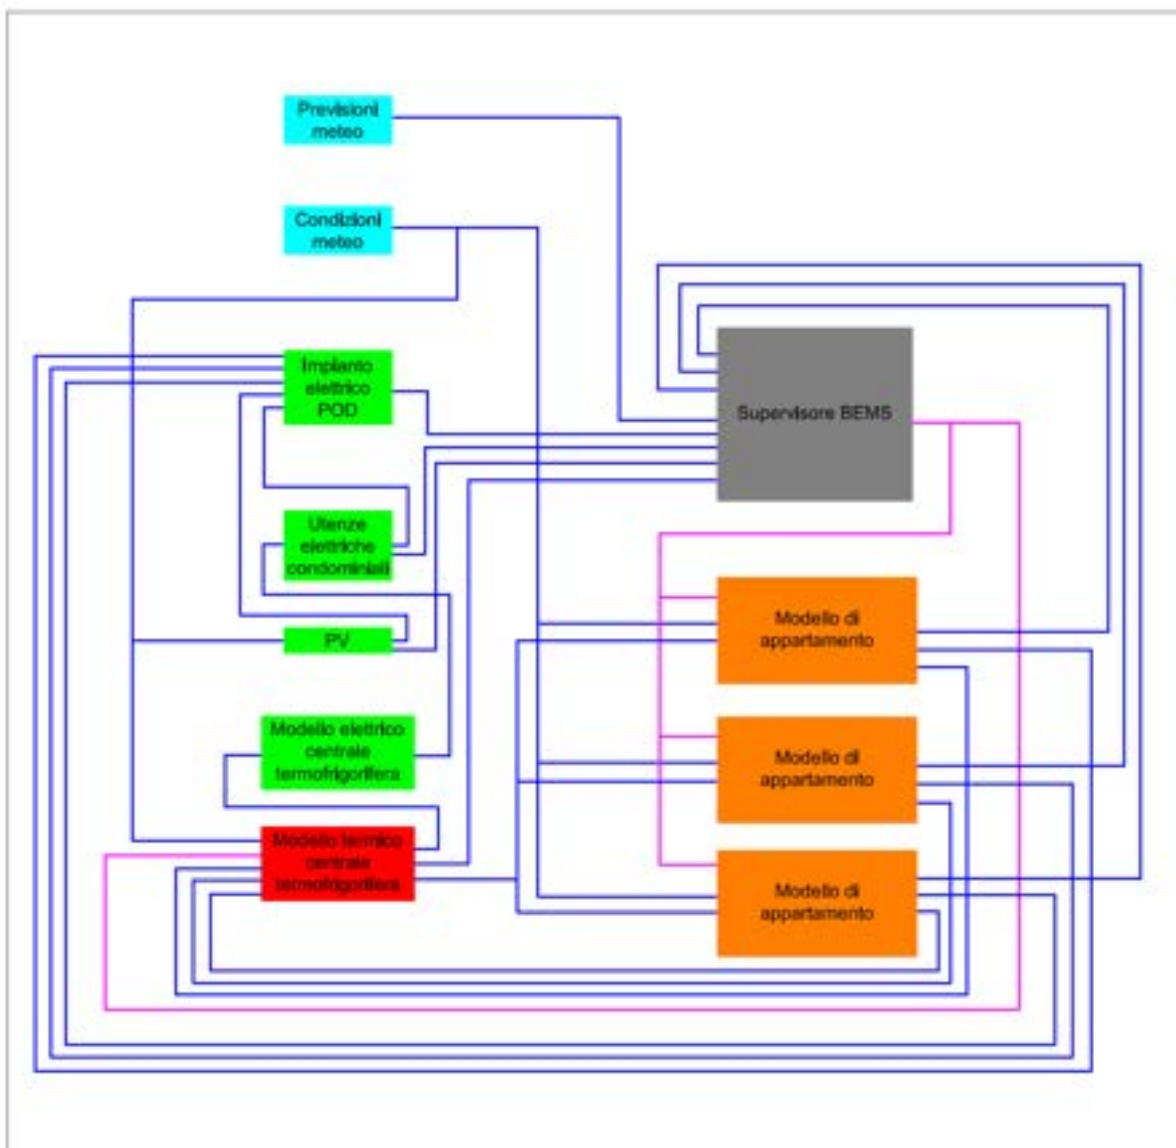 Previsioni
meteo
Condizioni
meteo
Impianto
elettrico
POD
Supervisore BEMS
Utenze
elettriche
condominiali
PV
Modello di
appartamento
Modello elettrico
centrale
termofrigorifera
Modello di
appartamento
Modello termico
centrale
termofrigorifera
Modello di
appartamento